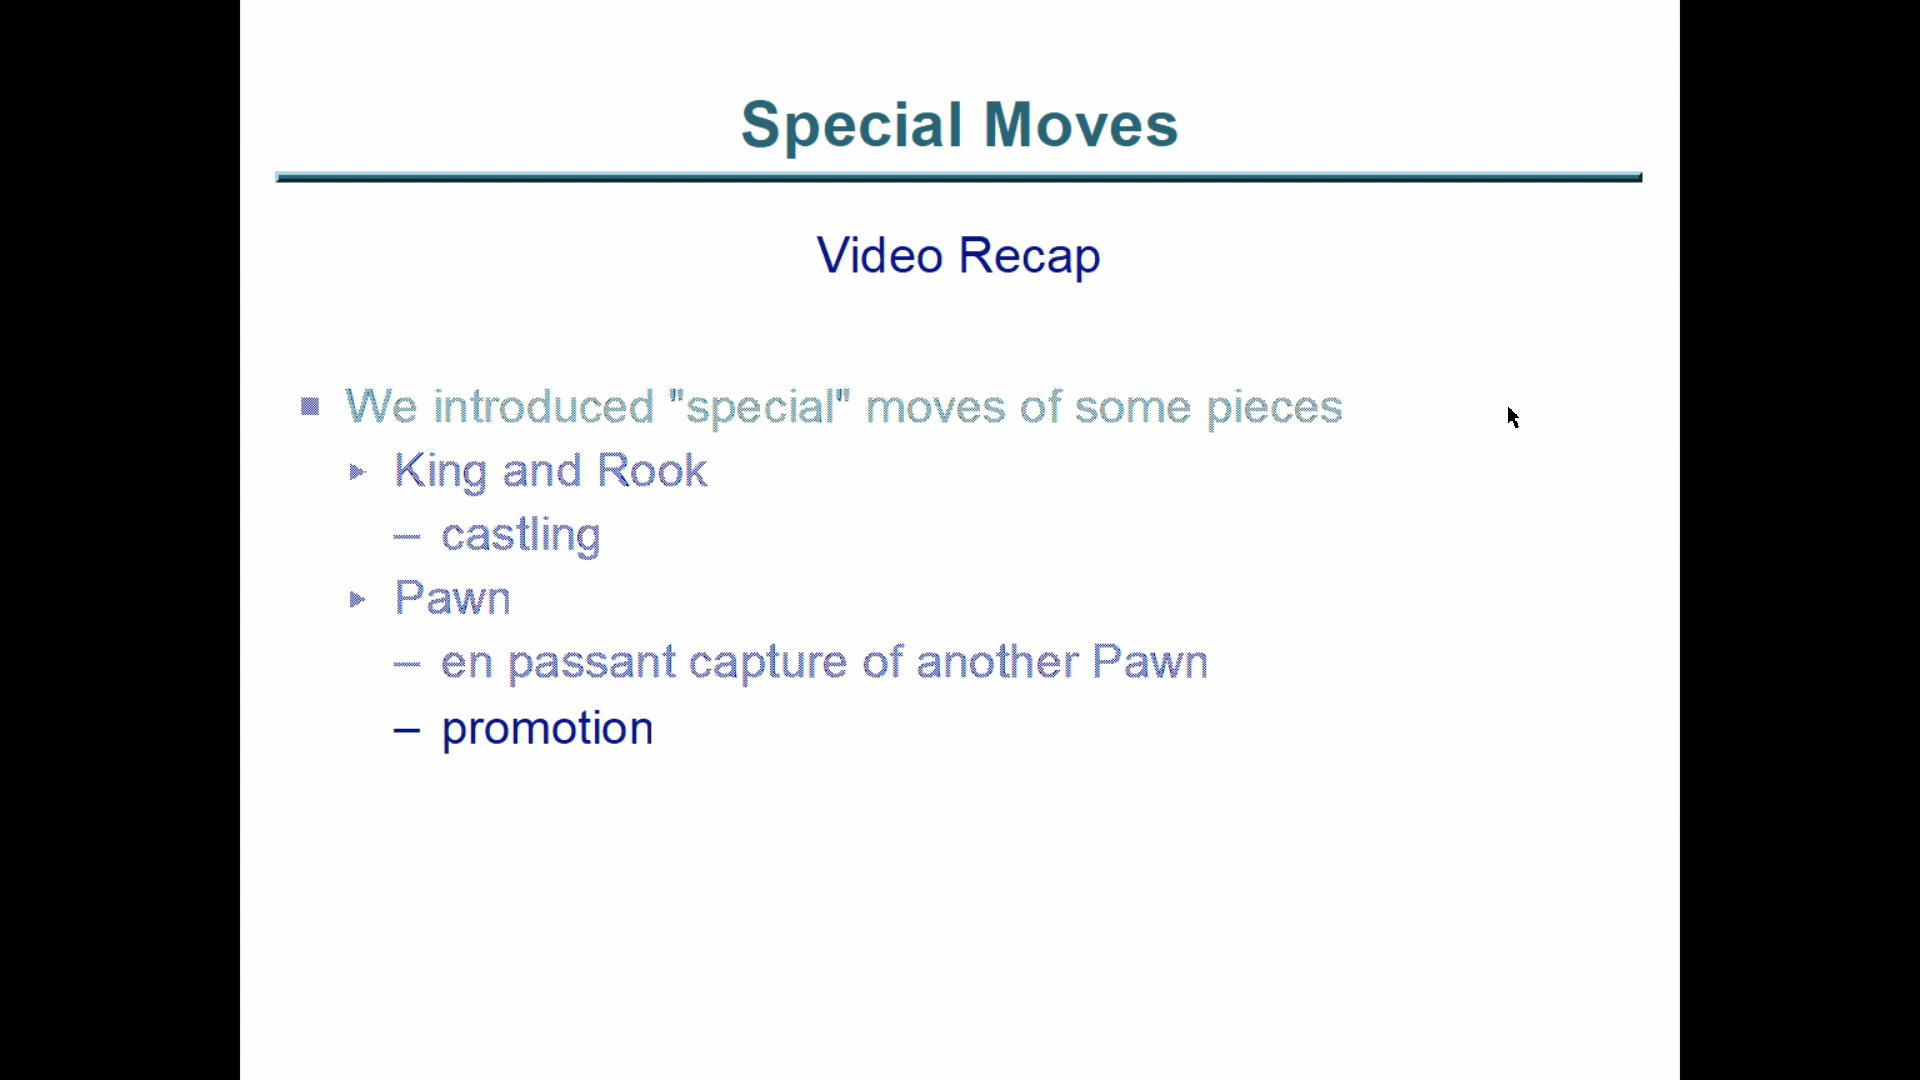 Special Moves
Video Recap
■ We introduced "special" moves of some pieces
► King and Rook
– castling
► Pawn
– en passant capture of another Pawn
– promotion